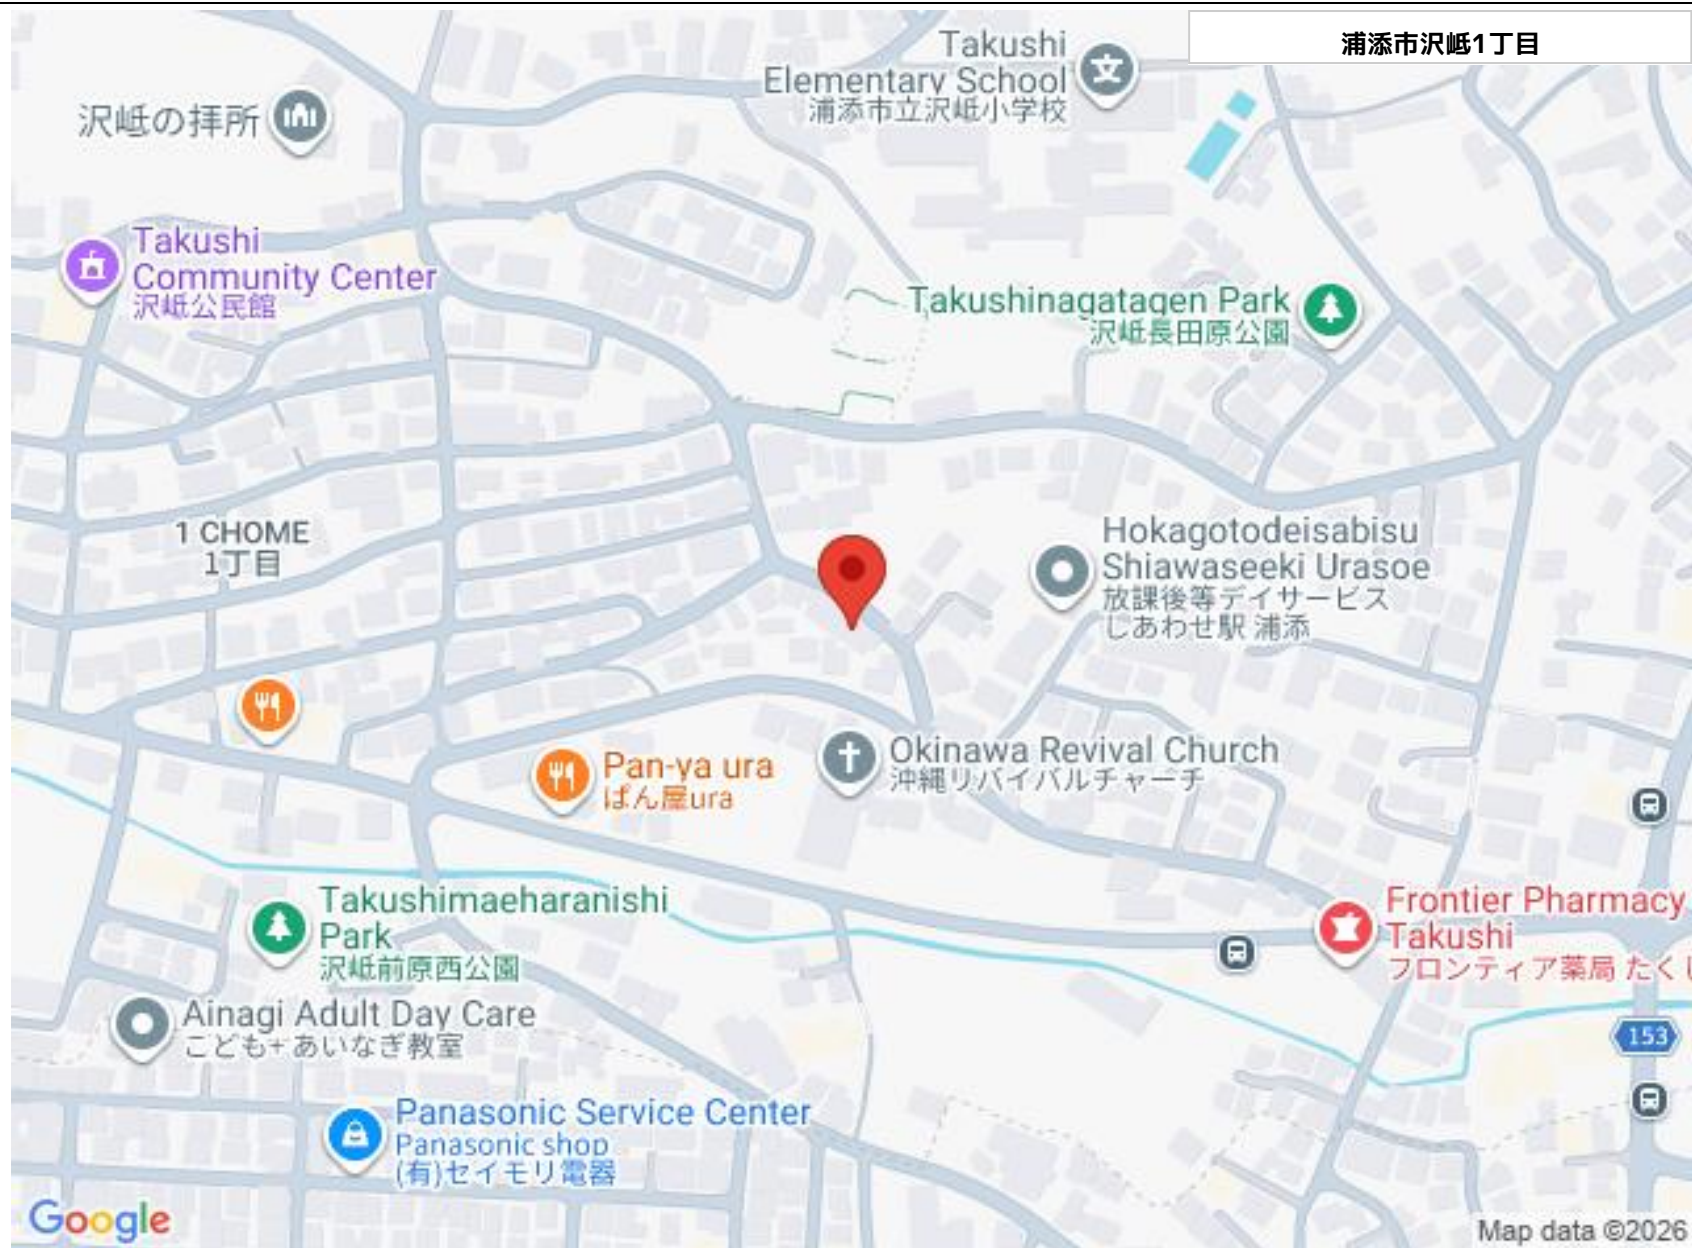 浦添市沢岻1丁目
Takushi
Elementary School
浦添市立沢岻小学校
沢岻の拝所
Takushi
Community Center
沢岻公民館
Takushinagatagen Park
沢岻長田原公園
1 CHOME
1丁目
Hokagotodeisabisu
Shiawaseeki Urasoe
放課後等デイサービス
しあわせ駅 浦添
Okinawa Revival Church
沖縄リバイバルチャーチ
Pan-ya ura
ぱん屋ura
Takushimaeharanishi
Park
沢岻前原西公園
Frontier Pharmacy
Takushi
フロンティア薬局 たくし
Ainagi Adult Day Care
こども+ あいなぎ教室
153
Panasonic Service Center
Panasonic shop
(有)セイモリ電器
Google
Map data ©2026